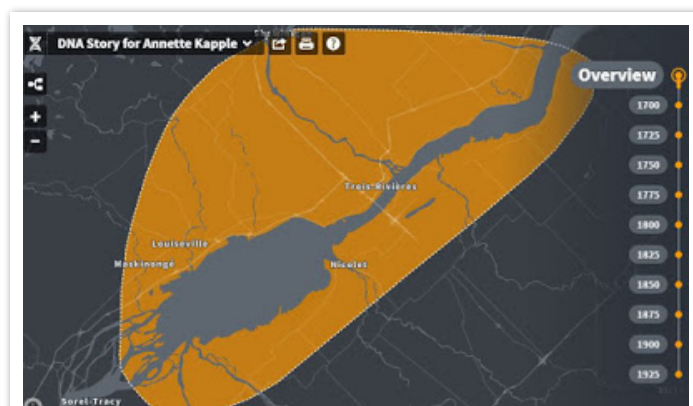 DNA Story for Annette Kapple
Overview
1700
1725
1750
1775
Trois-Rivières
1800
Louiseville
1825
Maskinongé
Nicolet
1850
1875
1900
1925
Sorel-Tracy